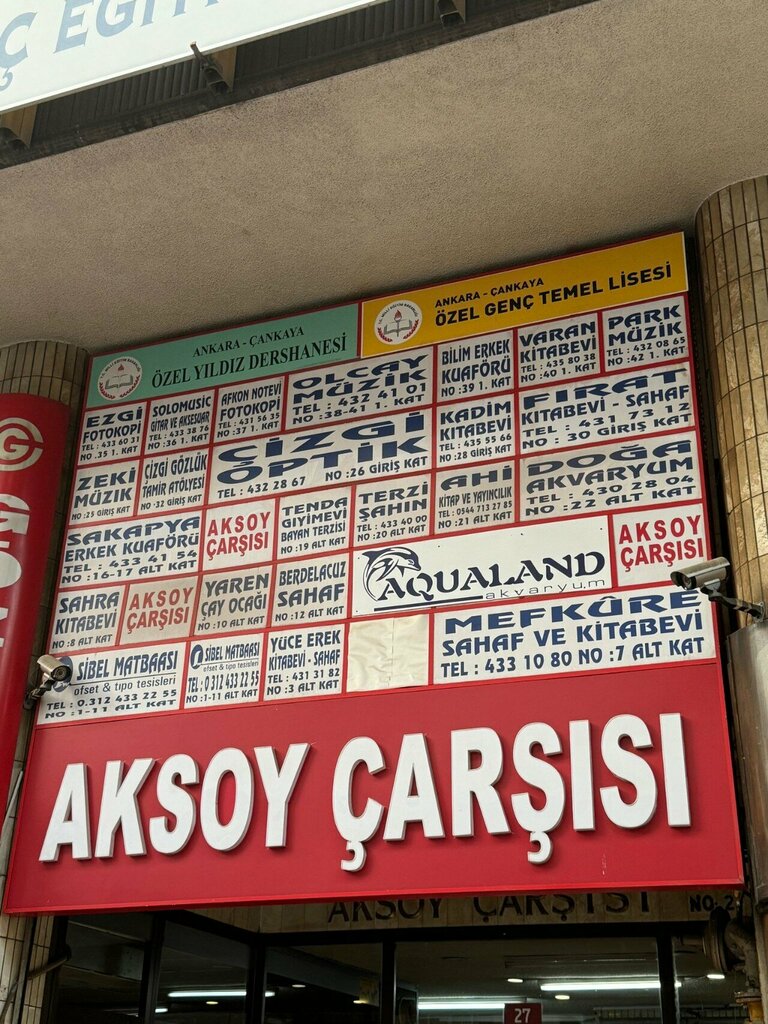 Ç EĞİT
ANKARA - ÇANKAYA
ÖZEL YILDIZ DERSHANESİ
ANKARA - ÇANKAYA
ÖZEL GENÇ TEMEL LİSESİ
EZGİ
FOTOKOPİ
TEL : 433 60 31
NO .35 1. KAT
SOLOMUSIC
GİTAR VE AKSESUAR
TEL : 433 38 76
NO :36 1. KAT
AFKON NOTEVİ
FOTOKOPİ
TEL : 431 56 35
NO :37 1. KAT
OLCAY
MÜZİK
TEL : 432 41 01
NO :38-41 1. KAT
BİLİM ERKEK
KUAFÖRÜ
NO :39 1. KAT
VARAN
KİTABEVİ
TEL : 435 80 38
NO :40 1. KAT
PARK
MÜZİK
TEL : 432 08 65
NO :42 1. KAT
ZEKİ
MÜZİK
NO :25 GİRİŞ KAT
ÇİZGİ GÖZLÜK
TAMİR ATÖLYESİ
NO :32 GİRİŞ KAT
ÇİZGİ
OPTİK
TEL : 432 28 67 NO :26 GİRİŞ KAT
KADİM
KİTABEVİ
TEL : 435 55 66
NO :28 GİRİŞ KAT
FIRAT
KİTABEVİ - SAHAF
TEL : 431 73 12
NO : 30 GİRİŞ KAT
SAKAPYA
ERKEK KUAFÖRÜ
TEL : 433 41 54
NO :16-17 ALT KAT
AKSOY
ÇARŞISI
TENDA
GİYİMEVİ
BAYAN TERZİSİ
NO :19 ALT KAT
TERZİ
ŞAHİN
TEL : 433 40 00
NO :20 ALT KAT
AHİ
KİTAP VE YAYINCILIK
TEL : 0544 713 27 85
NO :21 ALT KAT
DOĞA
AKVARYUM
TEL : 430 28 04
NO : 22 ALT KAT
SAHRA
KİTABEVİ
NO :8 ALT KAT
AKSOY
ÇARŞISI
YAREN
ÇAY OCAĞI
NO :10 ALT KAT
BERDELACUZ
SAHAF
NO :12 ALT KAT
AQUALAND
akvaryum
AKSOY
ÇARŞISI
SİBEL MATBAASI
ofset & tipo tesisleri
TEL : 0.312 433 22 55
NO :1-11 ALT KAT
SİBEL MATBAASI
ofset & tipo tesisleri
TEL : 0.312 433 22 55
NO :1-11 ALT KAT
YÜCE EREK
KİTABEVİ - SAHAF
TEL : 431 31 82
NO :3 ALT KAT
MEFKÛRE
SAHAF VE KİTABEVİ
TEL : 433 10 80 NO :7 ALT KAT
AKSOY ÇARŞISI
AKSOY ÇARŞISI
27